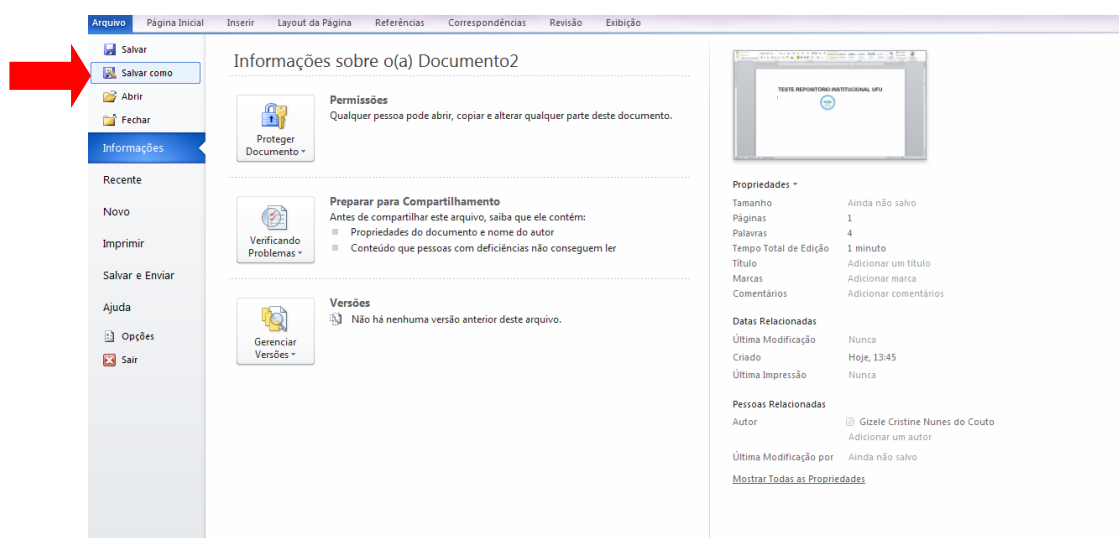 Arquivo Página Inicial Inserir Layout da Página Referências Correspondências Revisão Exibição
Salvar
Salvar como
Abrir
Fechar
Informações
Recente
Novo
Imprimir
Salvar e Enviar
Ajuda
Opções
Sair
Informações sobre o(a) Documento2
Proteger
Documento
Permissões
Qualquer pessoa pode abrir, copiar e alterar qualquer parte deste documento.
Verificando
Problemas
Preparar para Compartilhamento
Antes de compartilhar este arquivo, saiba que ele contém:
Propriedades do documento e nome do autor
Conteúdo que pessoas com deficiências não conseguem ler
Gerenciar
Versões
Versões
Não há nenhuma versão anterior deste arquivo.
TESTE REPOSITÓRIO INSTITUCIONAL UFU
Propriedades
Tamanho Ainda não salvo
Páginas 1
Palavras 4
Tempo Total de Edição 1 minuto
Título Adicionar um título
Marcas Adicionar marca
Comentários Adicionar comentários
Datas Relacionadas
Última Modificação Nunca
Criado Hoje, 13:45
Última Impressão Nunca
Pessoas Relacionadas
Autor Gizele Cristine Nunes do Couto
Adicionar um autor
Última Modificação por Ainda não salvo
Mostrar Todas as Propriedades